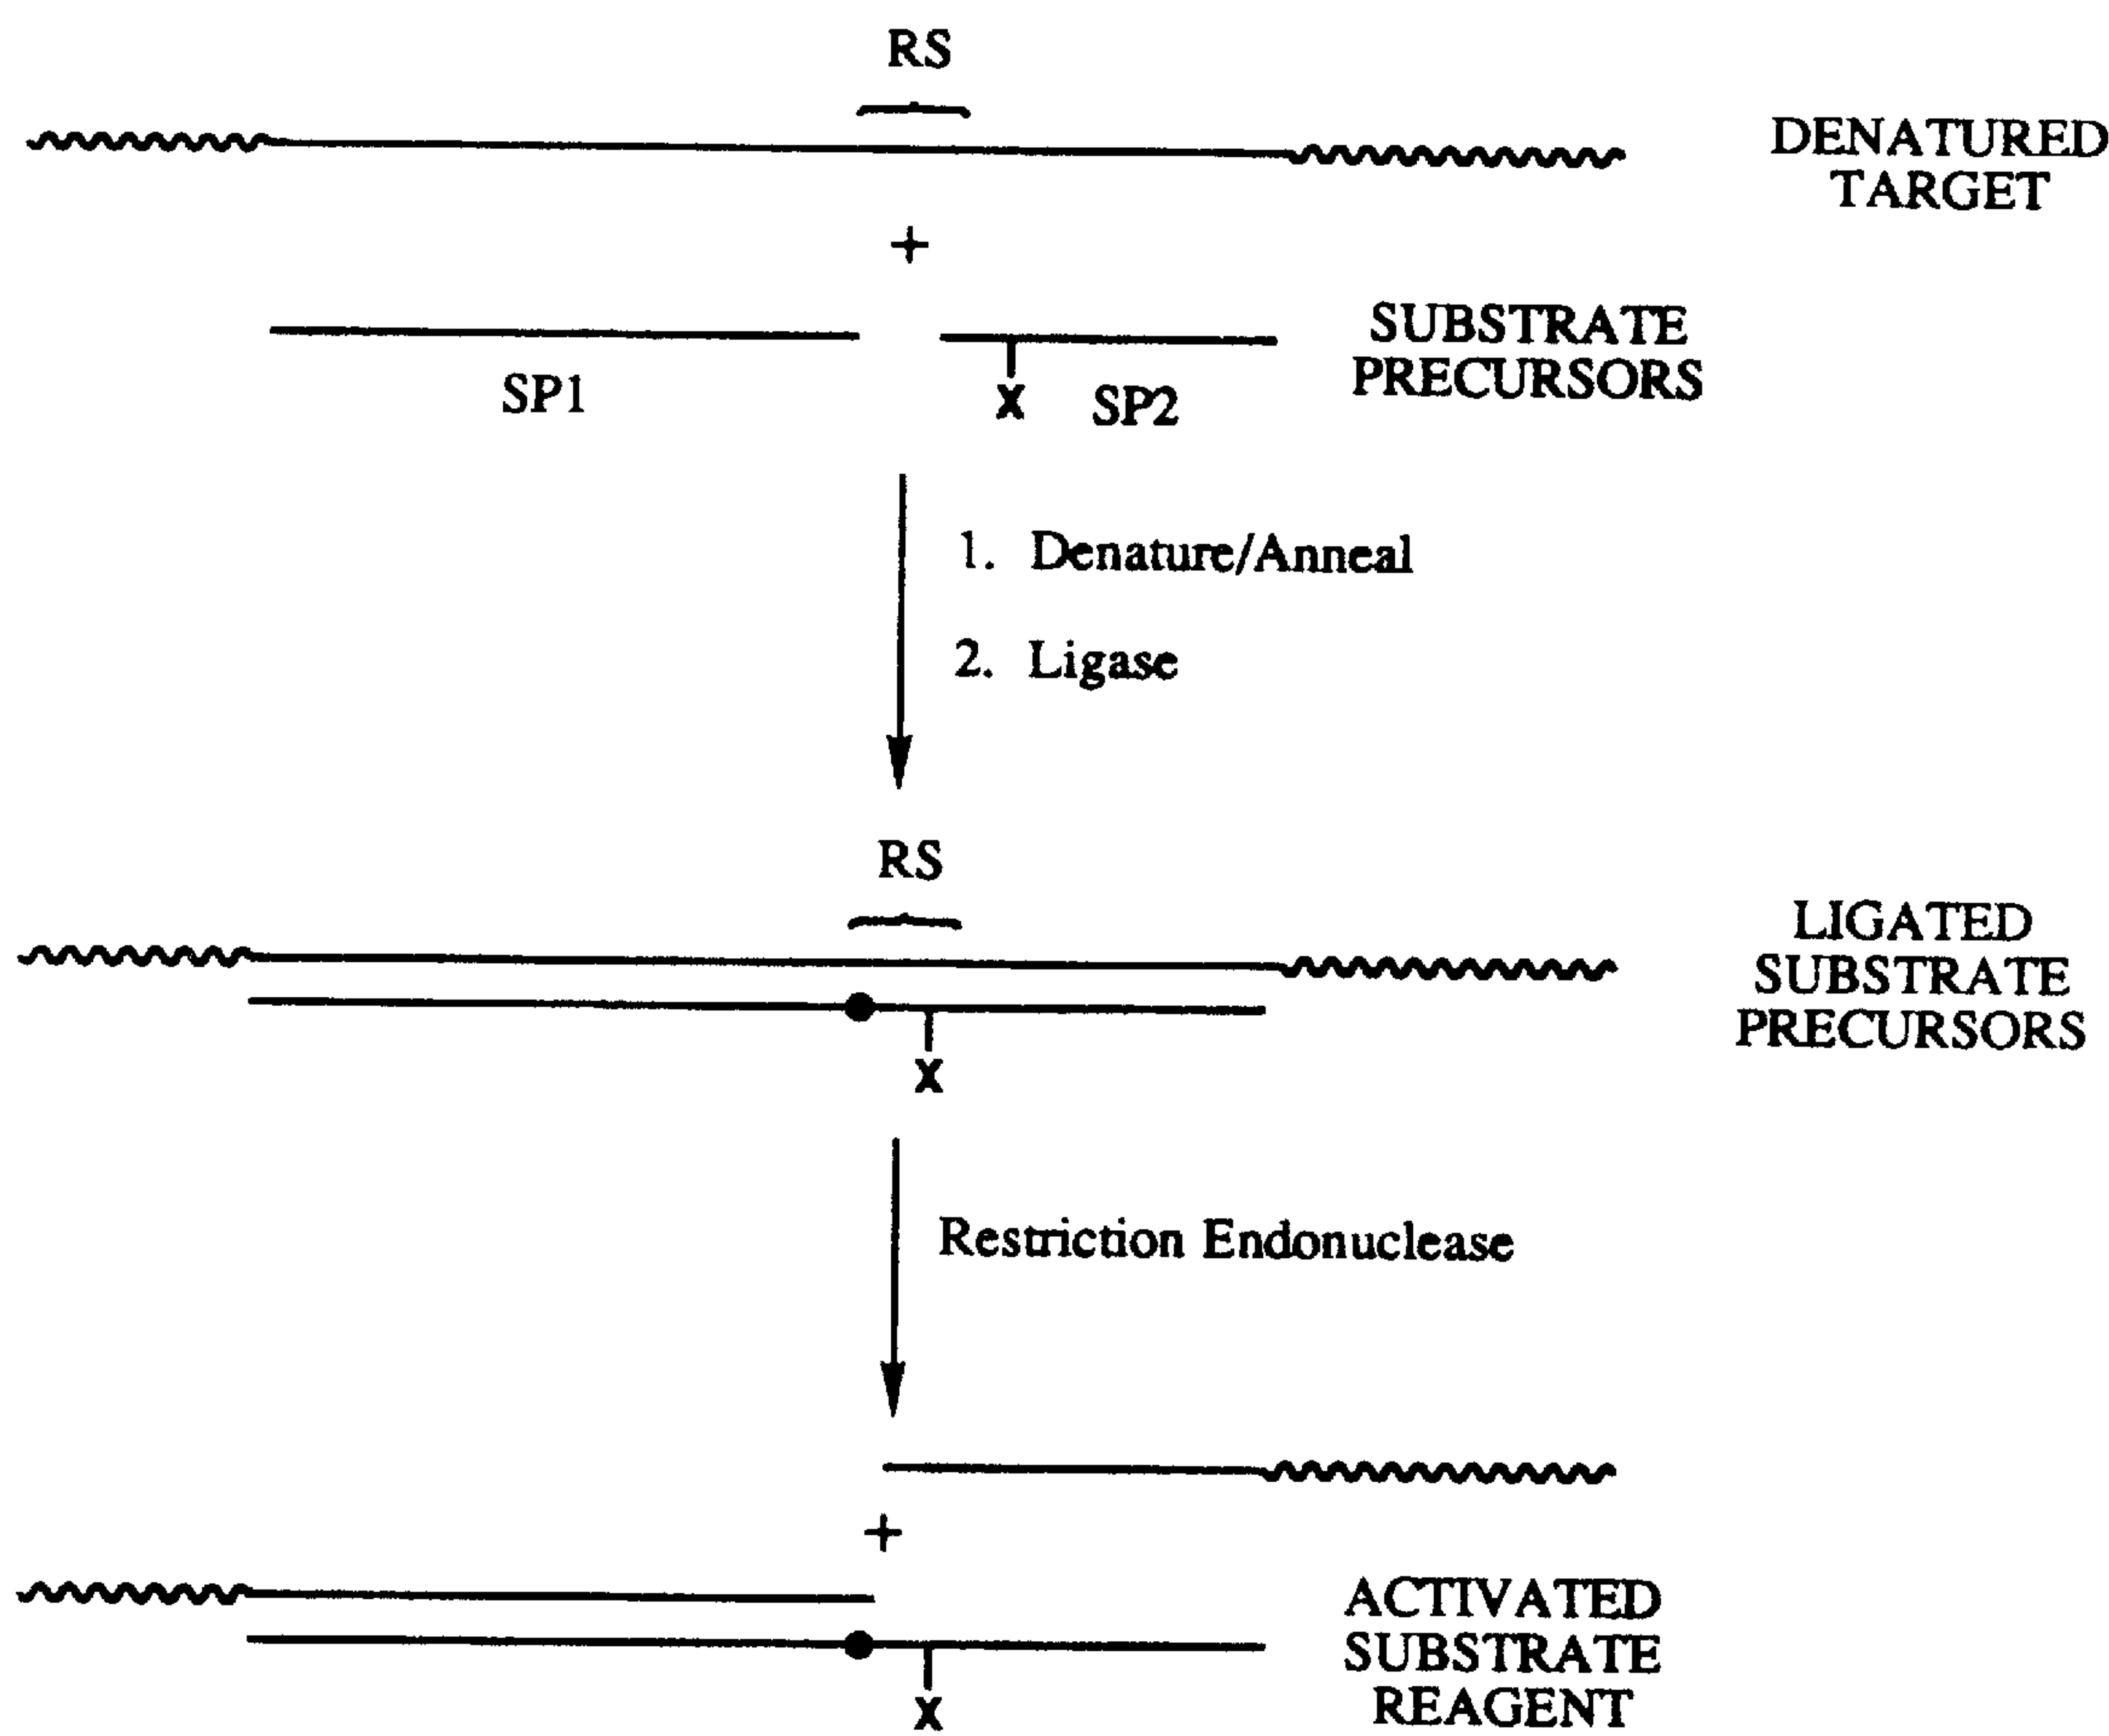 RS
DENATURED
TARGET
+
SUBSTRATE
PRECURSORS
SP1
X
SP2
1. Denature/Anneal
2. Ligase
RS
LIGATED
SUBSTRATE
PRECURSORS
X
Restriction Endonuclease
+
ACTIVATED
SUBSTRATE
REAGENT
X